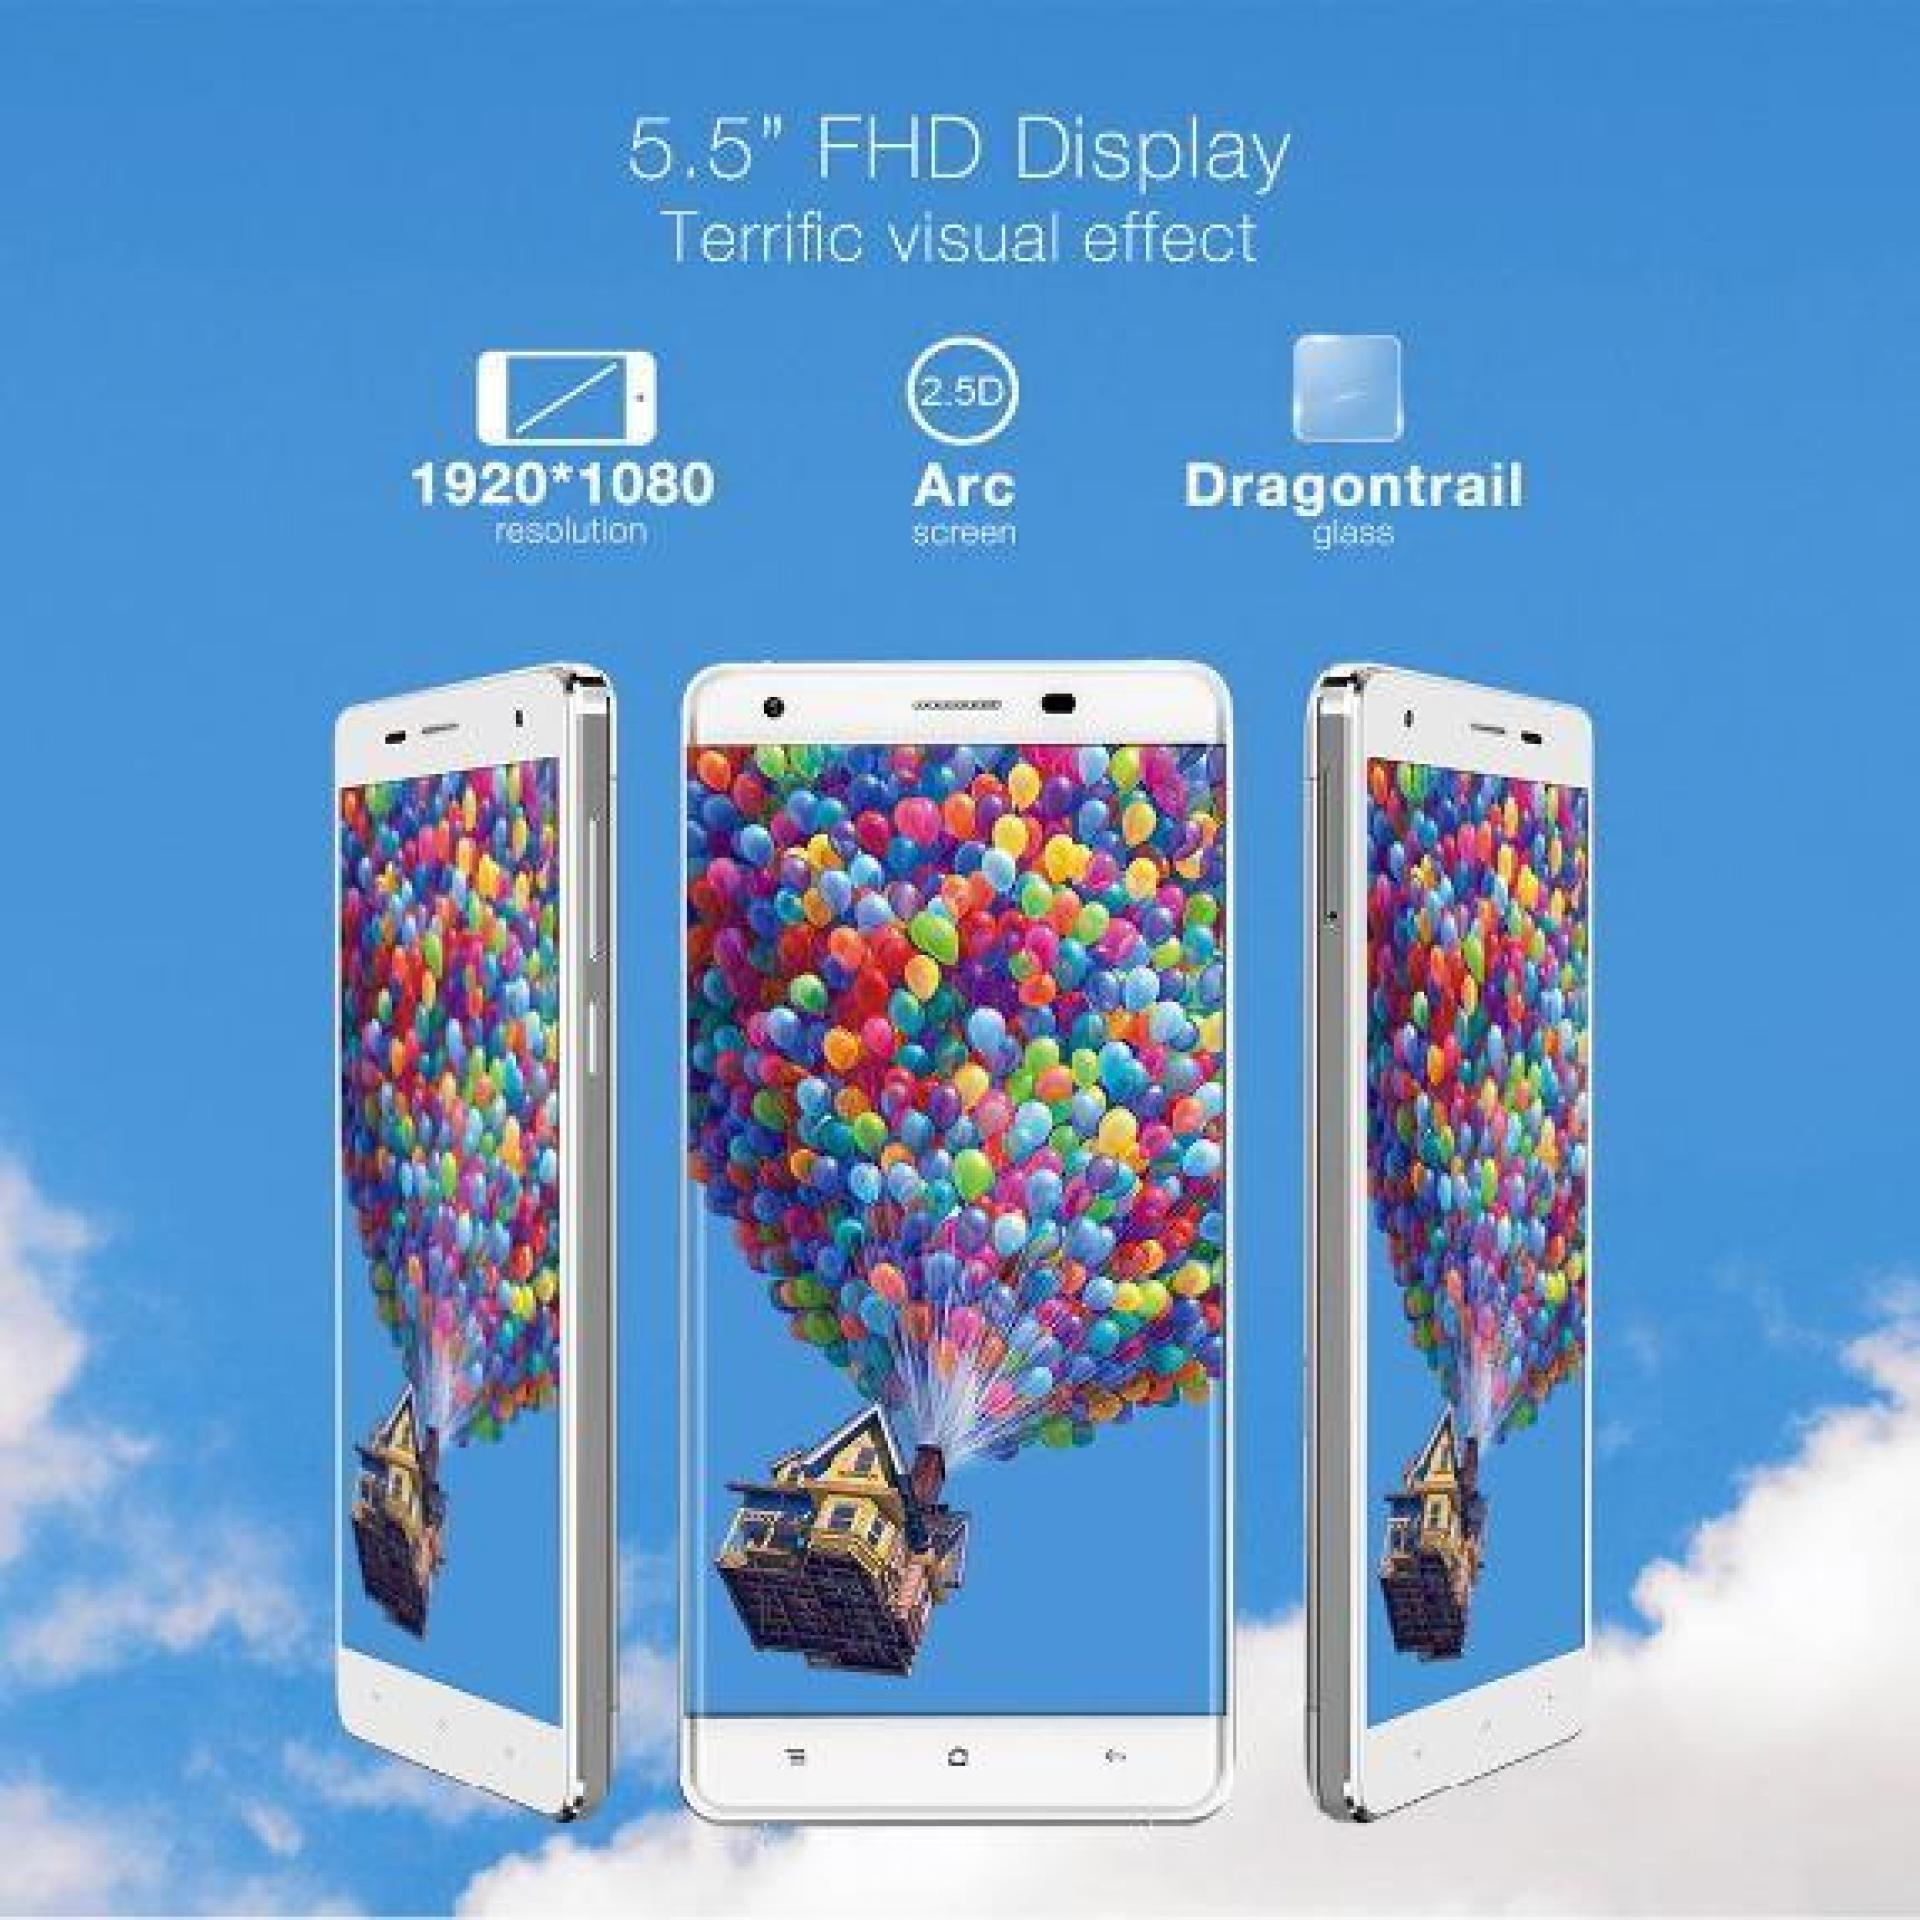 5.5” FHD Display
Terrific visual effect
2.5D
1920*1080
resolution
Arc
screen
Dragontrail
glass